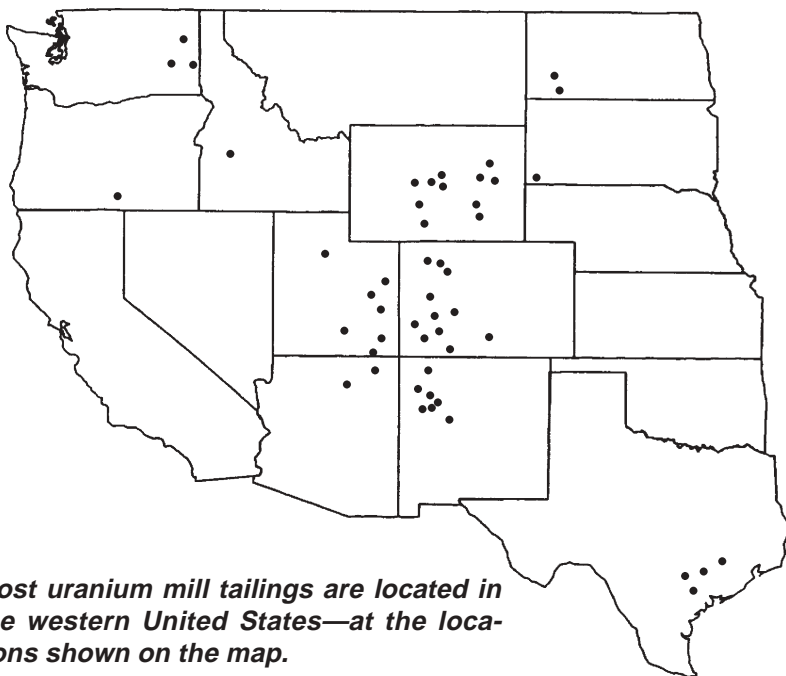 ost uranium mill tailings are located in
e western United States—at the loca-
ons shown on the map.